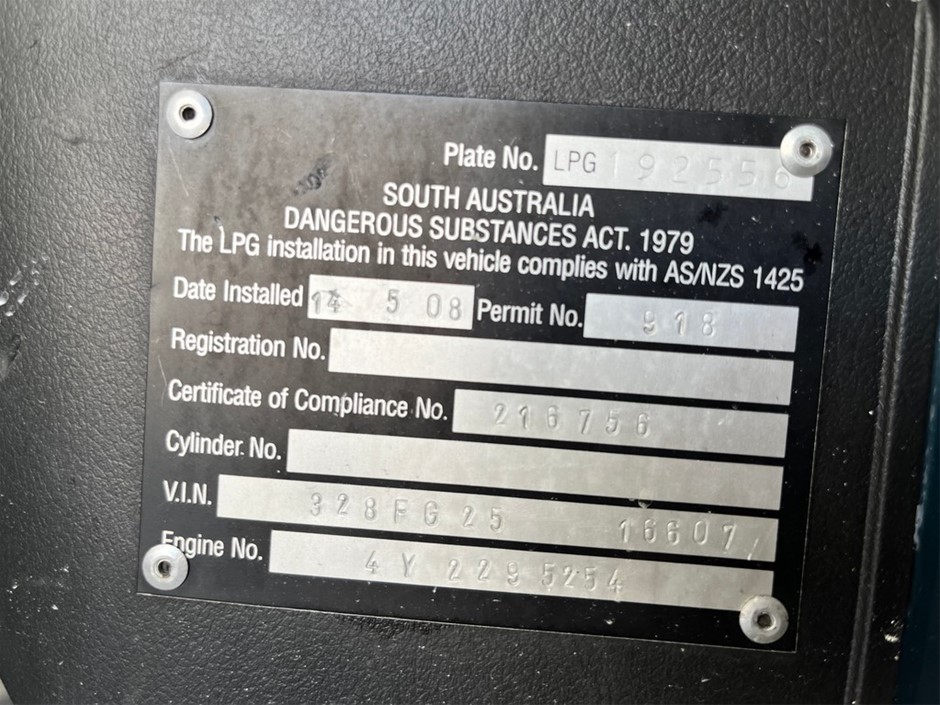 Plate No. LPG 192556
SOUTH AUSTRALIA
DANGEROUS SUBSTANCES ACT. 1979
The LPG installation in this vehicle complies with AS/NZS 1425
Date Installed 14 5 08 Permit No. 918
Registration No.
Certificate of Compliance No. 216756
Cylinder No.
V.I.N. 328FG25 16607
Engine No. 4Y 2295254